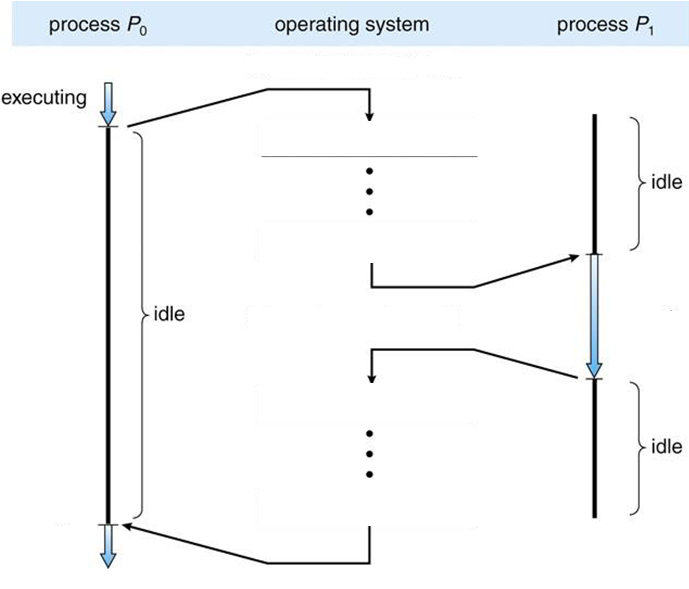 process P0 operating system process P1
executing
idle
idle
idle